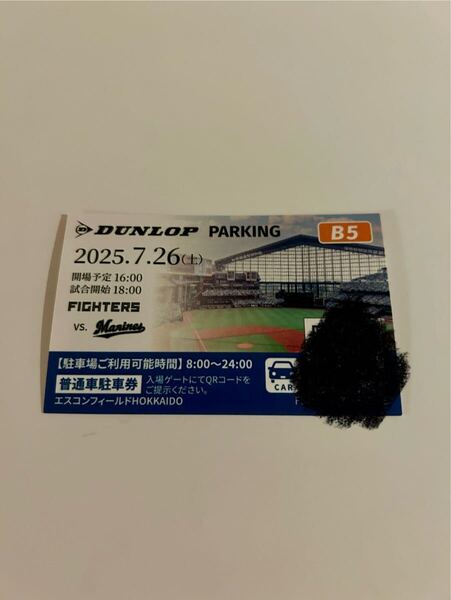 DUNLOP PARKING
B5
2025.7.26(土)
開場予定 16:00
試合開始 18:00
FIGHTERS
VS. Marines
【駐車場ご利用可能時間】8:00～24:00
普通車駐車券
入場ゲートにてQRコードを
ご提示ください。
エスコンフィールドHOKKAIDO
CAR